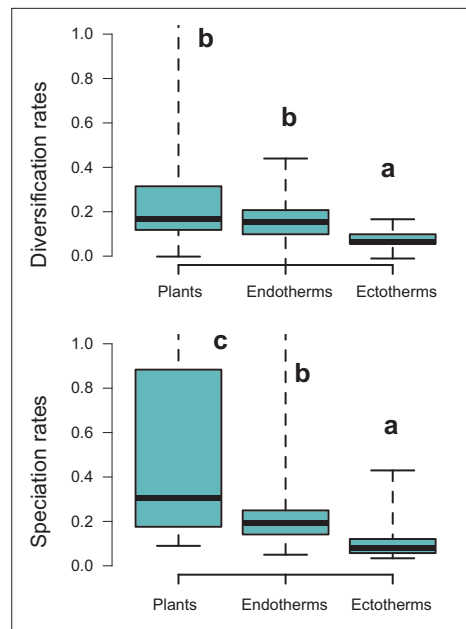 Diversification rates
1.0
0.8
0.6
0.4
0.2
0.0
b
b
a
Plants Endotherms Ectotherms
Speciation rates
1.0
0.8
0.6
0.4
0.2
0.0
c
b
a
Plants Endotherms Ectotherms